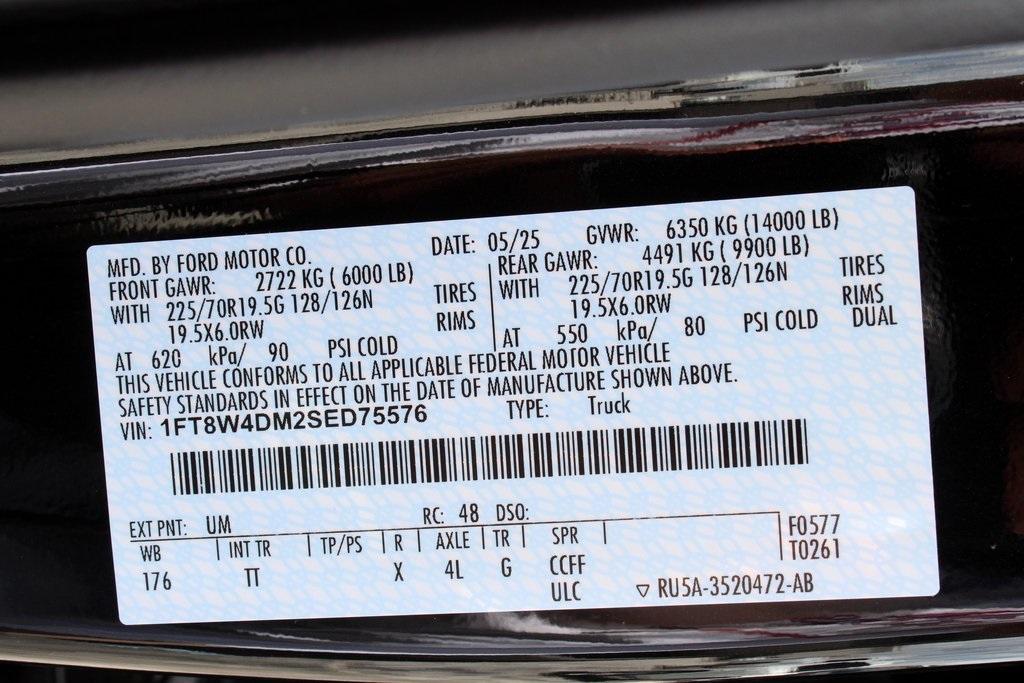 MFD. BY FORD MOTOR CO. DATE: 05/25 GVWR: 6350 KG (14000 LB)
FRONT GAWR: 2722 KG ( 6000 LB) REAR GAWR: 4491 KG ( 9900 LB)
WITH 225/70R19.5G 128/126N TIRES WITH 225/70R19.5G 128/126N TIRES
19.5X6.0RW RIMS 19.5X6.0RW RIMS
AT 620 kPa/ 90 PSI COLD AT 550 kPa/ 80 PSI COLD DUAL
THIS VEHICLE CONFORMS TO ALL APPLICABLE FEDERAL MOTOR VEHICLE
SAFETY STANDARDS IN EFFECT ON THE DATE OF MANUFACTURE SHOWN ABOVE.
VIN: 1FT8W4DM2SED75576 TYPE: Truck
EXT PNT: UM RC: 48 DSO:
WB INT TR TP/PS R AXLE TR SPR F0577
176 TT X 4L G CCFF T0261
ULC ▽ RU5A-3520472-AB